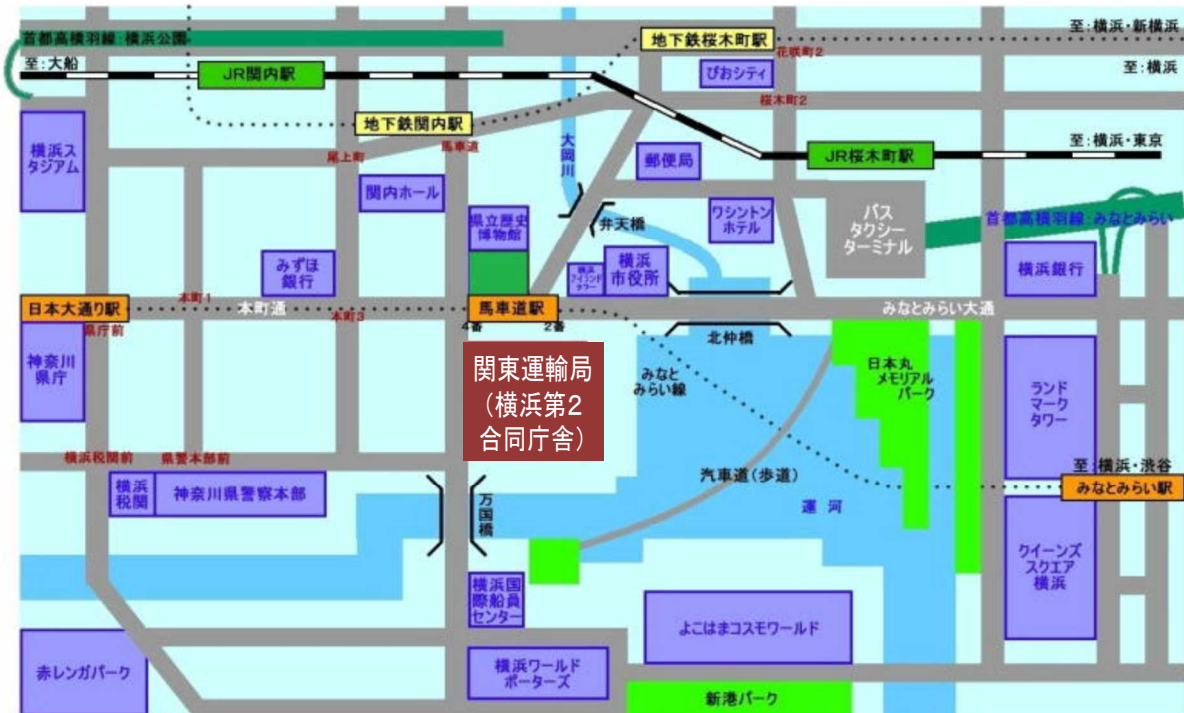 首都高横羽線:横浜公園
地下鉄桜木町駅
至:横浜・新横浜
花咲町2
至:大船
JR関内駅
ぴおシティ
至:横浜
桜木町2
地下鉄関内駅
馬車道
尾上町
大岡川
JR桜木町駅
至:横浜・東京
横浜ス
タジアム
郵便局
関内ホール
県立歴史
博物館
弁天橋
ワシントン
ホテル
バス
タクシー
ターミナル
首都高横羽線:みなとみらい
みずほ
銀行
横浜
アイランド
タワー
横浜
市役所
横浜銀行
日本大通り駅
本町1
本町通
本町3
馬車道駅
みなとみらい大通
県庁前
4番
2番
北仲橋
神奈川
県庁
関東運輸局
(横浜第2
合同庁舎)
みなと
みらい線
日本丸
メモリアル
パーク
ランド
マーク
タワー
横浜税関前
県警本部前
汽車道(歩道)
至:横浜・渋谷
みなとみらい駅
横浜
税関
神奈川県警察本部
万国橋
運 河
クイーンズ
スクエア
横浜
横浜国
際船員
センター
よこはまコスモワールド
赤レンガパーク
横浜ワールド
ポーターズ
新港パーク